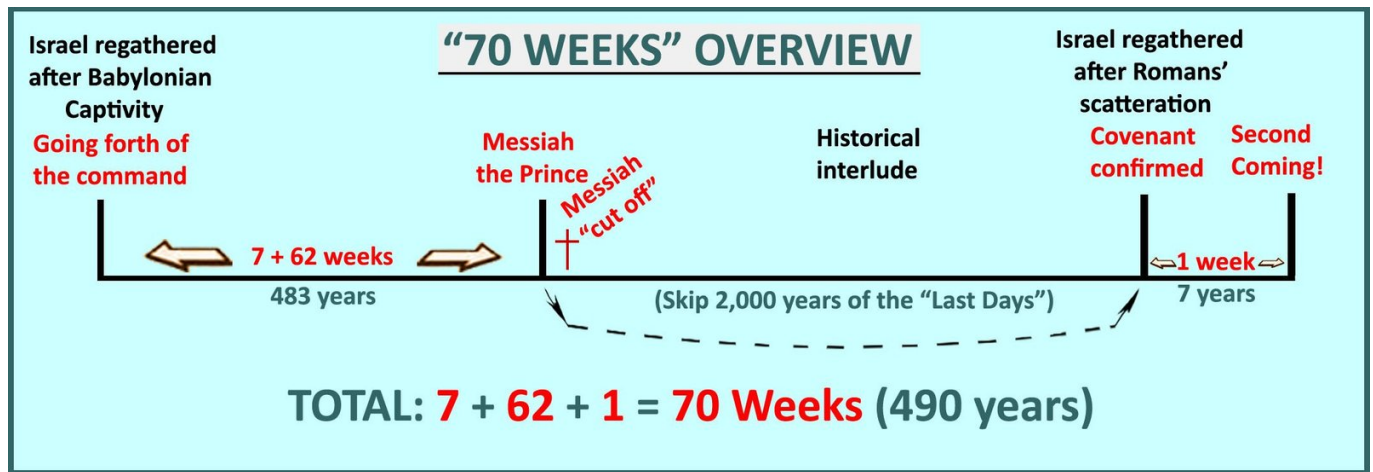 “70 WEEKS” OVERVIEW
Israel regathered
after Babylonian
Captivity
Going forth of
the command
Messiah
the Prince
Messiah
“cut off”
Historical
interlude
Israel regathered
after Romans’
scatteration
Covenant
confirmed
Second
Coming!
7 + 62 weeks
483 years
(Skip 2,000 years of the “Last Days”)
1 week
7 years
TOTAL: 7 + 62 + 1 = 70 Weeks (490 years)